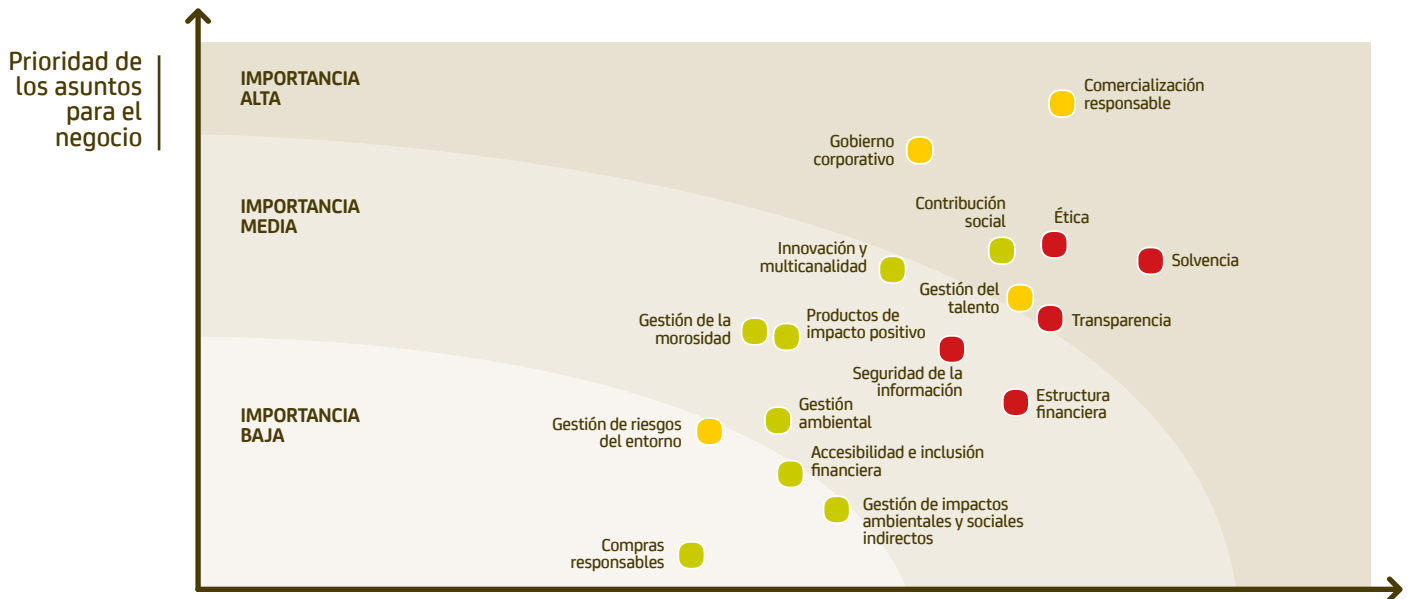 Prioridad de
los asuntos
para el
negocio
IMPORTANCIA
ALTA
Comercialización
responsable
Gobierno
corporativo
IMPORTANCIA
MEDIA
Contribución
social
Ética
Innovación y
multicanalidad
Solvencia
Gestión del
talento
Gestión de la
morosidad
Productos de
impacto positivo
Transparencia
Seguridad de la
información
Estructura
financiera
IMPORTANCIA
BAJA
Gestión
ambiental
Gestión de riesgos
del entorno
Accesibilidad e inclusión
financiera
Gestión de impactos
ambientales y sociales
indirectos
Compras
responsables